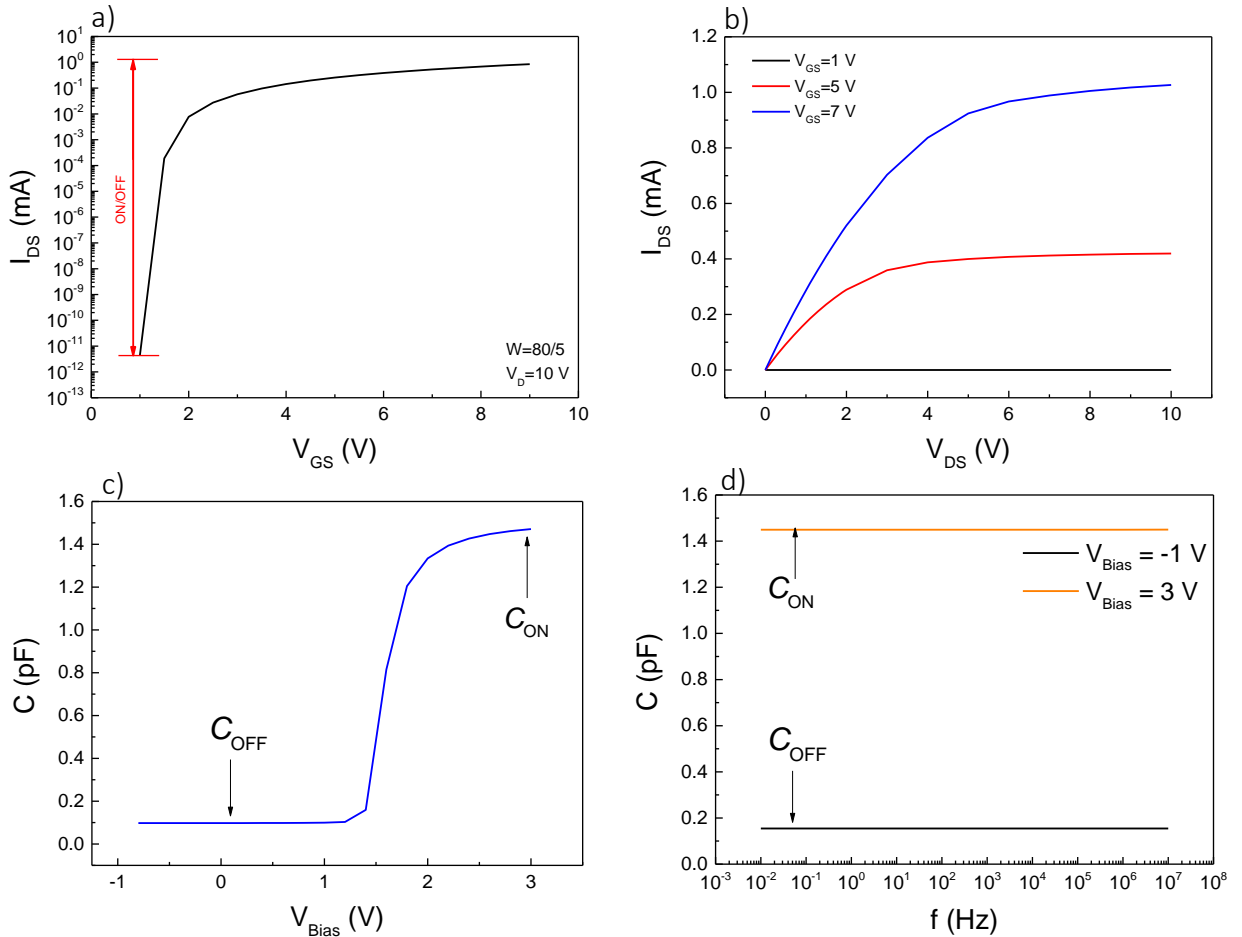 a)
10^1
10^0
10^-1
10^-2
10^-3
10^-4
10^-5
10^-6
10^-7
10^-8
10^-9
10^-10
10^-11
10^-12
10^-13
I_DS (mA)
ON/OFF
W=80/5
V_D=10 V
0 2 4 6 8 10
V_GS (V)
b)
1.2
1.0
0.8
0.6
0.4
0.2
0.0
I_DS (mA)
V_GS=1 V
V_GS=5 V
V_GS=7 V
0 2 4 6 8 10
V_DS (V)
c)
1.6
1.4
1.2
1.0
0.8
0.6
0.4
0.2
0.0
C (pF)
C_OFF
C_ON
-1 0 1 2 3
V_Bias (V)
d)
1.6
1.4
1.2
1.0
0.8
0.6
0.4
0.2
0.0
C (pF)
V_Bias = -1 V
V_Bias = 3 V
C_ON
C_OFF
10^-3 10^-2 10^-1 10^0 10^1 10^2 10^3 10^4 10^5 10^6 10^7 10^8
f (Hz)